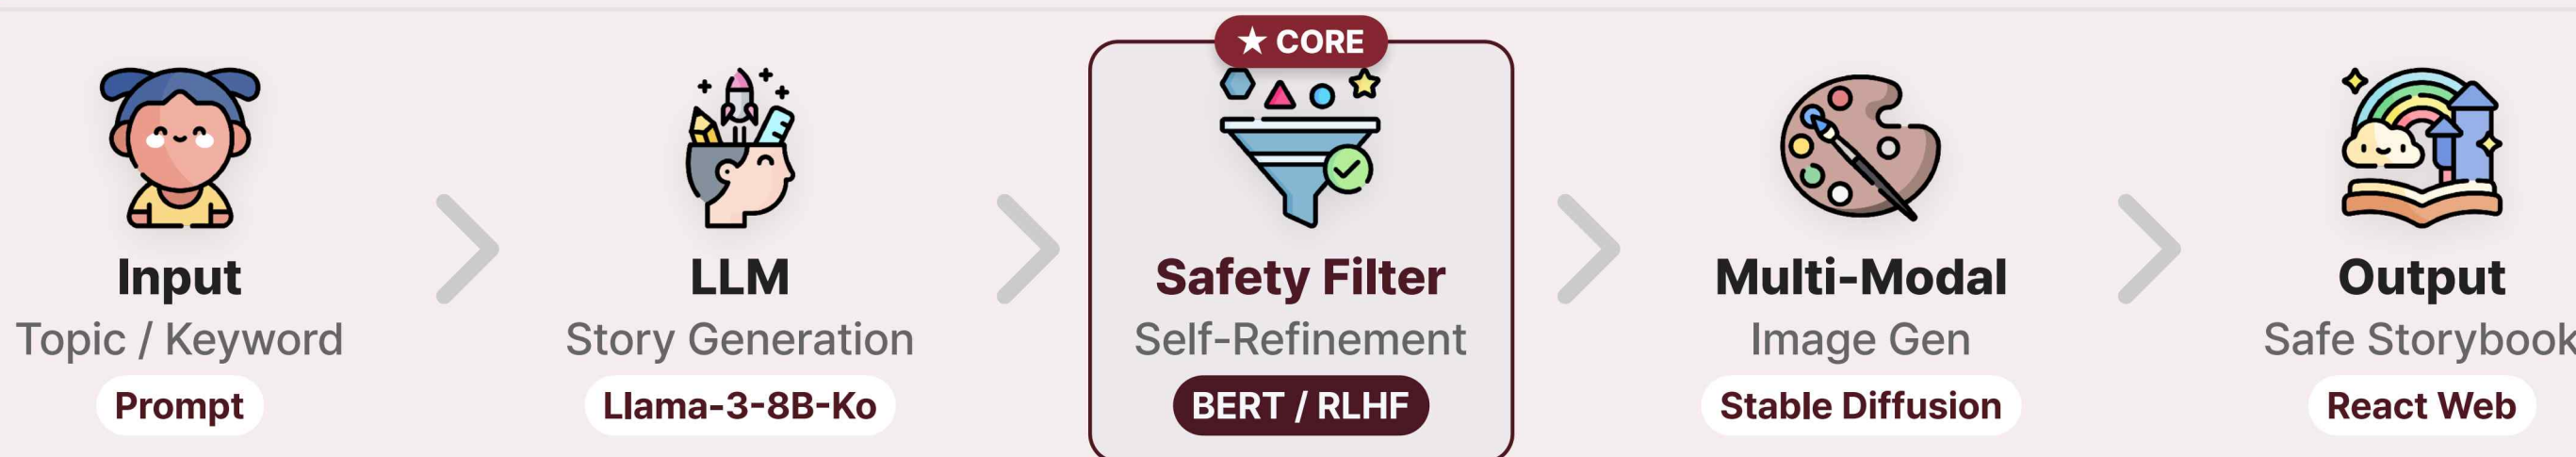 ★ CORE
Input
Topic / Keyword
Prompt
LLM
Story Generation
Llama-3-8B-Ko
Safety Filter
Self-Refinement
BERT / RLHF
Multi-Modal
Image Gen
Stable Diffusion
Output
Safe Storybook
React Web